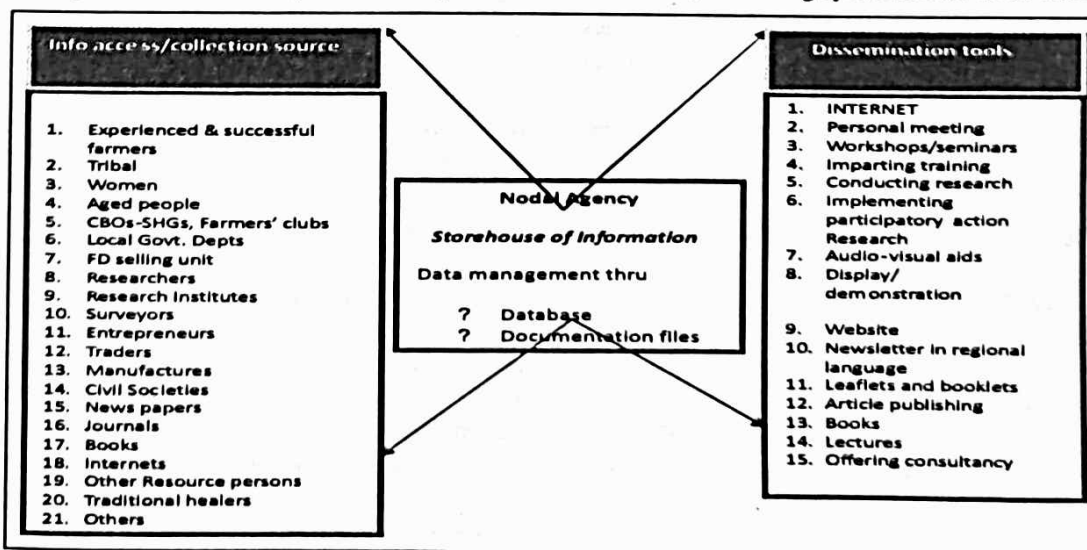 Info access/collection source
1. Experienced & successful
farmers
2. Tribal
3. Women
4. Aged people
5. CBOs-SHGs, Farmers' clubs
6. Local Govt. Depts
7. FD selling unit
8. Researchers
9. Research Institutes
10. Surveyors
11. Entrepreneurs
12. Traders
13. Manufactures
14. Civil Societies
15. News papers
16. Journals
17. Books
18. Internets
19. Other Resource persons
20. Traditional healers
21. Others
Nodal Agency
Storehouse of Information
Data management thru
? Database
? Documentation files
Dissemination tools
1. INTERNET
2. Personal meeting
3. Workshops/seminars
4. Imparting training
5. Conducting research
6. Implementing
participatory action
Research
7. Audio-visual aids
8. Display/
demonstration
9. Website
10. Newsletter in regional
language
11. Leaflets and booklets
12. Article publishing
13. Books
14. Lectures
15. Offering consultancy